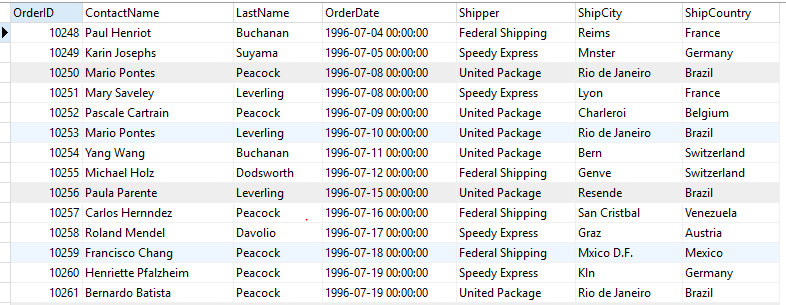 OrderID ContactName LastName OrderDate Shipper ShipCity ShipCountry
10248 Paul Henriot Buchanan 1996-07-04 00:00:00 Federal Shipping Reims France
10249 Karin Josephs Suyama 1996-07-05 00:00:00 Speedy Express Mnster Germany
10250 Mario Pontes Peacock 1996-07-08 00:00:00 United Package Rio de Janeiro Brazil
10251 Mary Saveley Leverling 1996-07-08 00:00:00 Speedy Express Lyon France
10252 Pascale Cartrain Peacock 1996-07-09 00:00:00 United Package Charleroi Belgium
10253 Mario Pontes Leverling 1996-07-10 00:00:00 United Package Rio de Janeiro Brazil
10254 Yang Wang Buchanan 1996-07-11 00:00:00 United Package Bern Switzerland
10255 Michael Holz Dodsworth 1996-07-12 00:00:00 Federal Shipping Genve Switzerland
10256 Paula Parente Leverling 1996-07-15 00:00:00 United Package Resende Brazil
10257 Carlos Hernndez Peacock 1996-07-16 00:00:00 Federal Shipping San Cristbal Venezuela
10258 Roland Mendel Davolio 1996-07-17 00:00:00 Speedy Express Graz Austria
10259 Francisco Chang Peacock 1996-07-18 00:00:00 Federal Shipping Mxico D.F. Mexico
10260 Henriette Pfalzheim Peacock 1996-07-19 00:00:00 Speedy Express Kln Germany
10261 Bernardo Batista Peacock 1996-07-19 00:00:00 United Package Rio de Janeiro Brazil